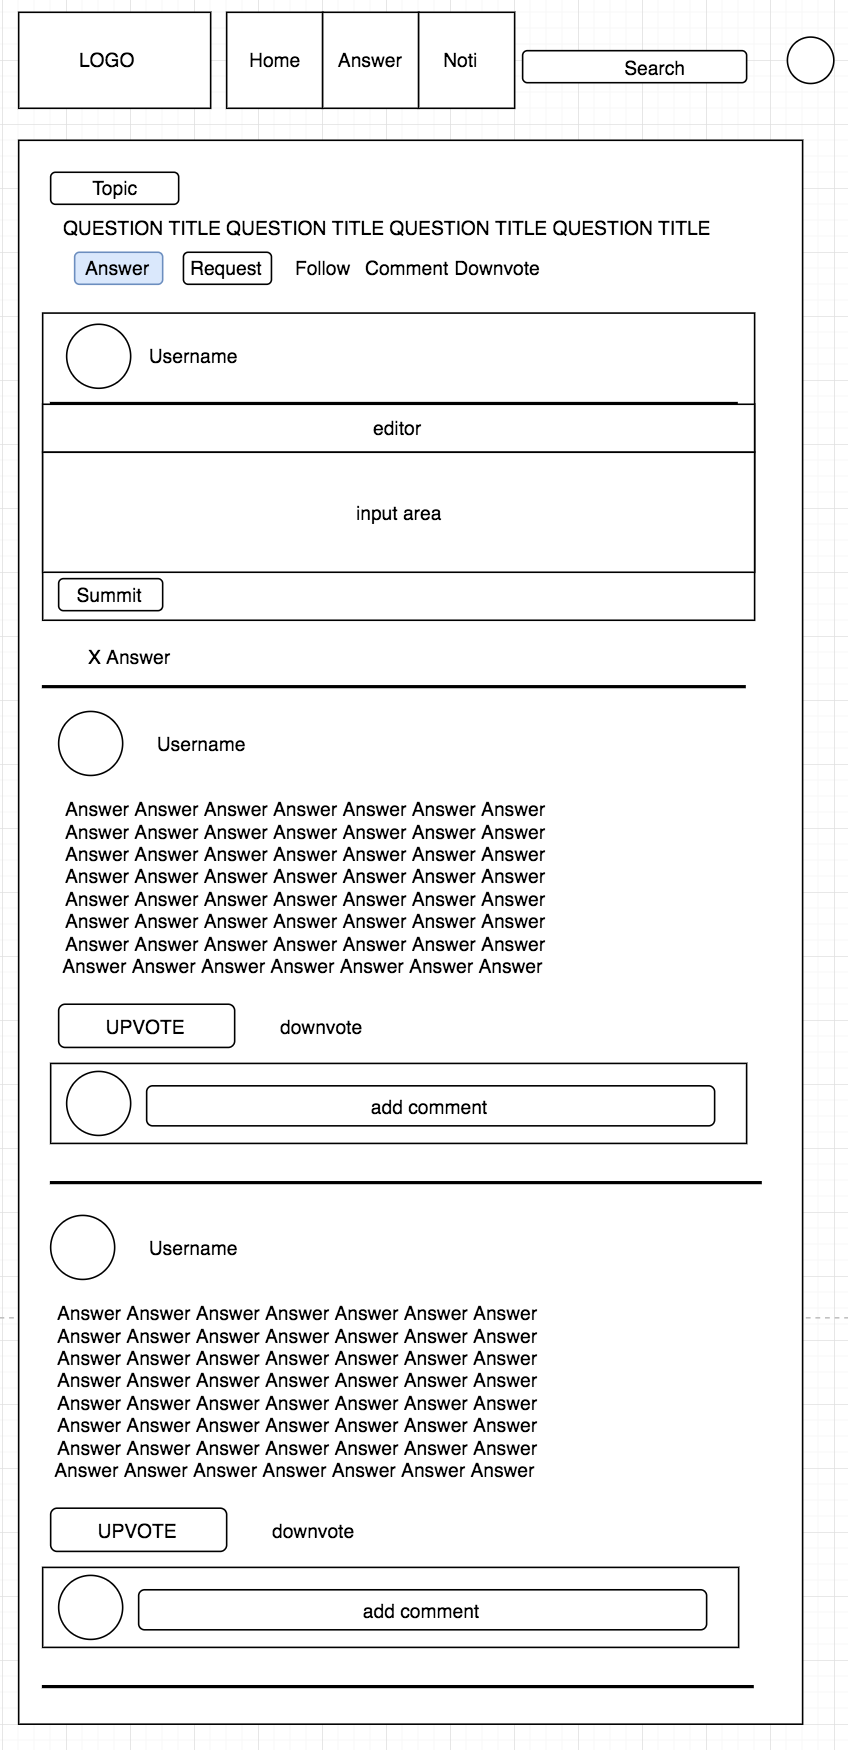 LOGO
Home
Answer
Noti
Search
Topic
QUESTION TITLE QUESTION TITLE QUESTION TITLE QUESTION TITLE
Answer
Request
Follow
Comment
Downvote
Username
editor
input area
Summit
X Answer
Username
Answer Answer Answer Answer Answer Answer Answer
Answer Answer Answer Answer Answer Answer Answer
Answer Answer Answer Answer Answer Answer Answer
Answer Answer Answer Answer Answer Answer Answer
Answer Answer Answer Answer Answer Answer Answer
Answer Answer Answer Answer Answer Answer Answer
Answer Answer Answer Answer Answer Answer Answer
Answer Answer Answer Answer Answer Answer Answer
UPVOTE
downvote
add comment
Username
Answer Answer Answer Answer Answer Answer Answer
Answer Answer Answer Answer Answer Answer Answer
Answer Answer Answer Answer Answer Answer Answer
Answer Answer Answer Answer Answer Answer Answer
Answer Answer Answer Answer Answer Answer Answer
Answer Answer Answer Answer Answer Answer Answer
Answer Answer Answer Answer Answer Answer Answer
Answer Answer Answer Answer Answer Answer Answer
UPVOTE
downvote
add comment